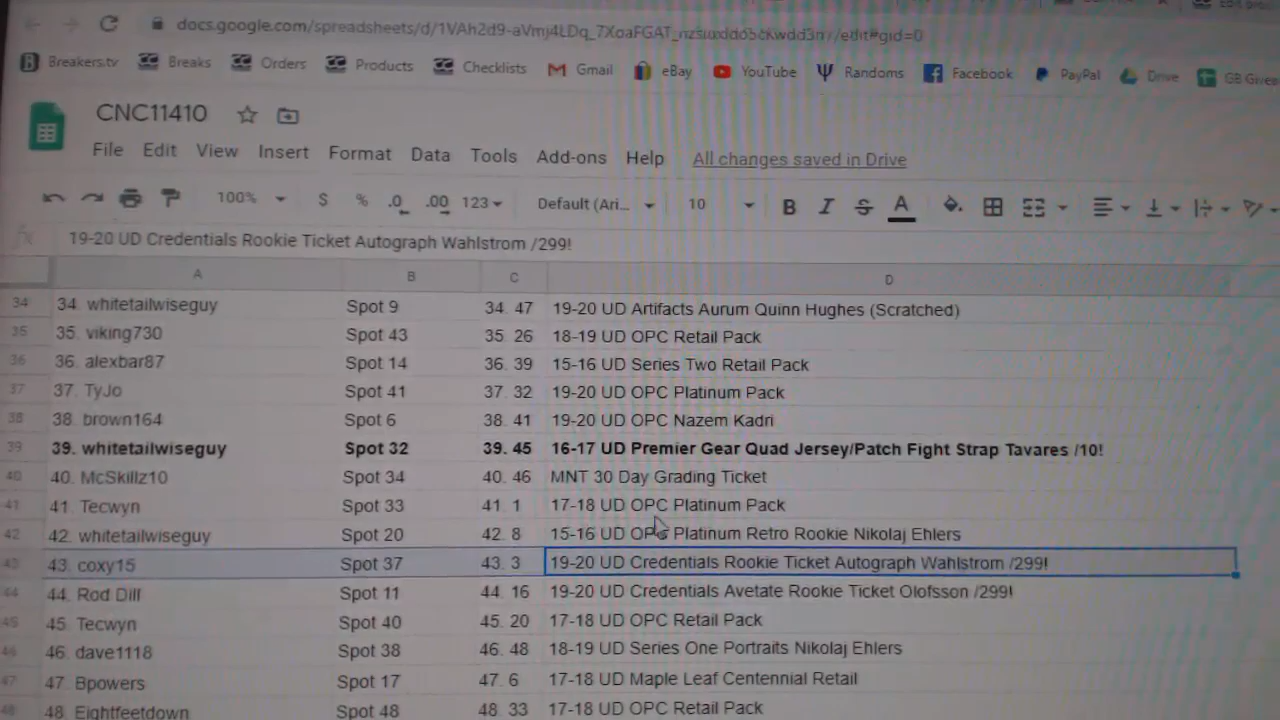 docs.google.com/spreadsheets/d/1VAh2d9-aVmj4LDq_7XoaFGAT_
Breakers.tv Breaks Orders Products Checklists Gmail eBay YouTube Randoms Facebook PayPal Drive GB Gives
CNC11410
File Edit View Insert Format Data Tools Add-ons Help All changes saved in Drive
100% $ % .0 .00 123 Default (Ari... 10 B I S A
fx 19-20 UD Credentials Rookie Ticket Autograph Wahlstrom /299!
A B C D
34 34. whitetailwiseguy Spot 9 34. 47 19-20 UD Artifacts Aurum Quinn Hughes (Scratched)
35 35. viking730 Spot 43 35. 26 18-19 UD OPC Retail Pack
36 36. alexbar87 Spot 14 36. 39 15-16 UD Series Two Retail Pack
37 37. TyJo Spot 41 37. 32 19-20 UD OPC Platinum Pack
38 38. brown164 Spot 6 38. 41 19-20 UD OPC Nazem Kadri
39 39. whitetailwiseguy Spot 32 39. 45 16-17 UD Premier Gear Quad Jersey/Patch Fight Strap Tavares /10!
40 40. McSkillz10 Spot 34 40. 46 MNT 30 Day Grading Ticket
41 41. Tecwyn Spot 33 41. 1 17-18 UD OPC Platinum Pack
42 42. whitetailwiseguy Spot 20 42. 8 15-16 UD OPC Platinum Retro Rookie Nikolaj Ehlers
43 43. coxy15 Spot 37 43. 3 19-20 UD Credentials Rookie Ticket Autograph Wahlstrom /299!
44 44. Rod Dill Spot 11 44. 16 19-20 UD Credentials Avetate Rookie Ticket Olofsson /299!
45 45. Tecwyn Spot 40 45. 20 17-18 UD OPC Retail Pack
46 46. dave1118 Spot 38 46. 48 18-19 UD Series One Portraits Nikolaj Ehlers
47 47. Bpowers Spot 17 47. 6 17-18 UD Maple Leaf Centennial Retail
48 48. Eightfeetdown Spot 48 48. 33 17-18 UD OPC Retail Pack